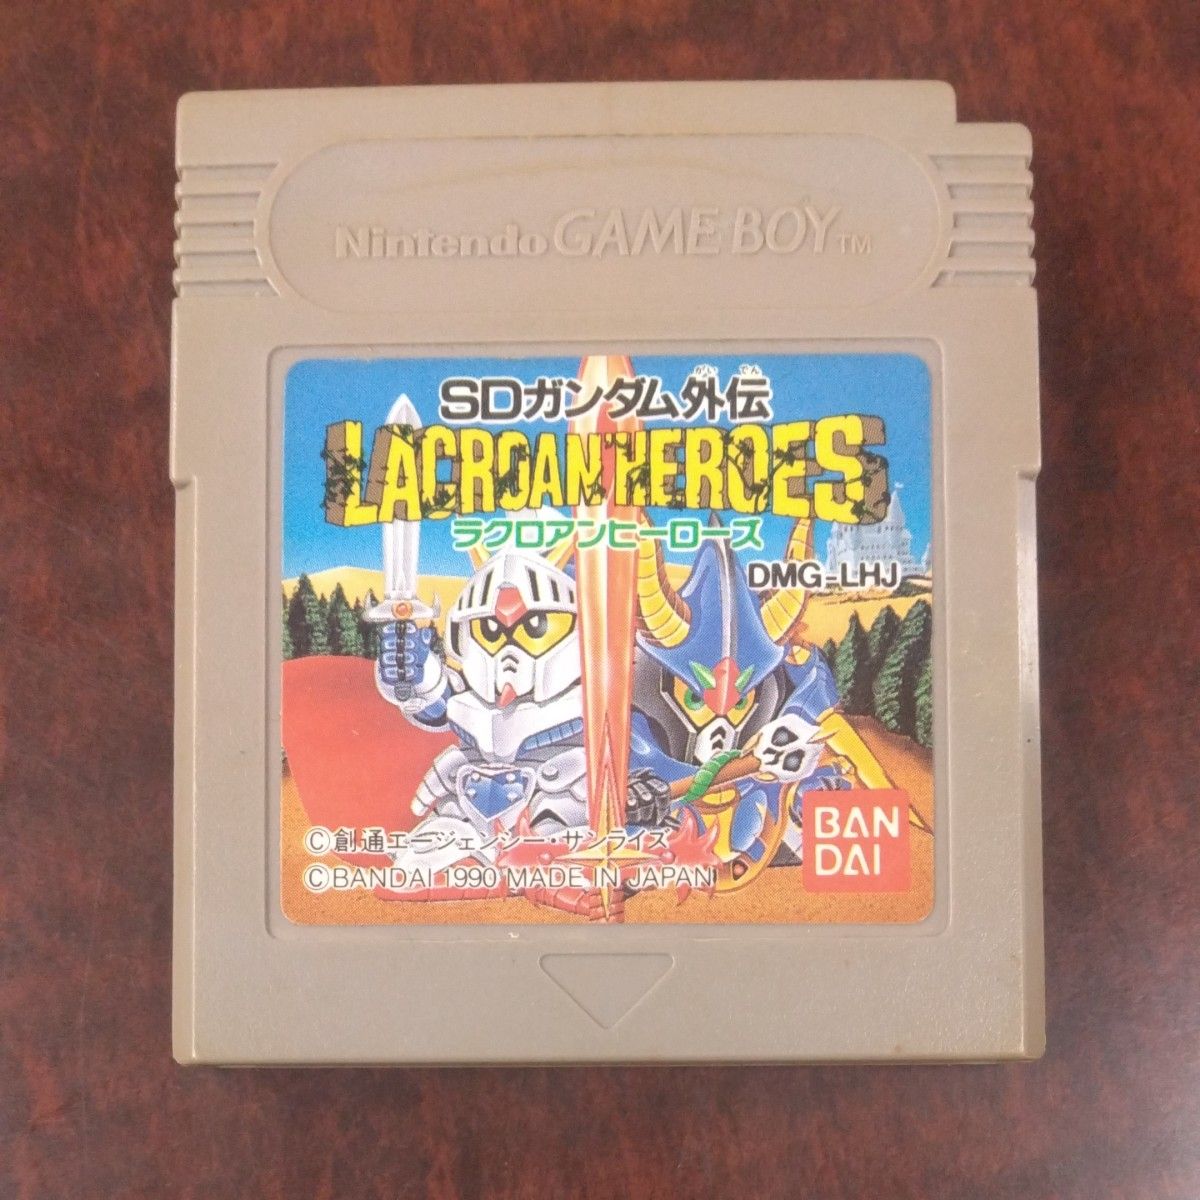 Nintendo GAME BOY TM
がいでん
SDガンダム外伝
LACROAN HEROES
ラクロアンヒーローズ
DMG-LHJ
©創通エージェンシー・サンライズ
©BANDAI 1990 MADE IN JAPAN
BAN
DAI